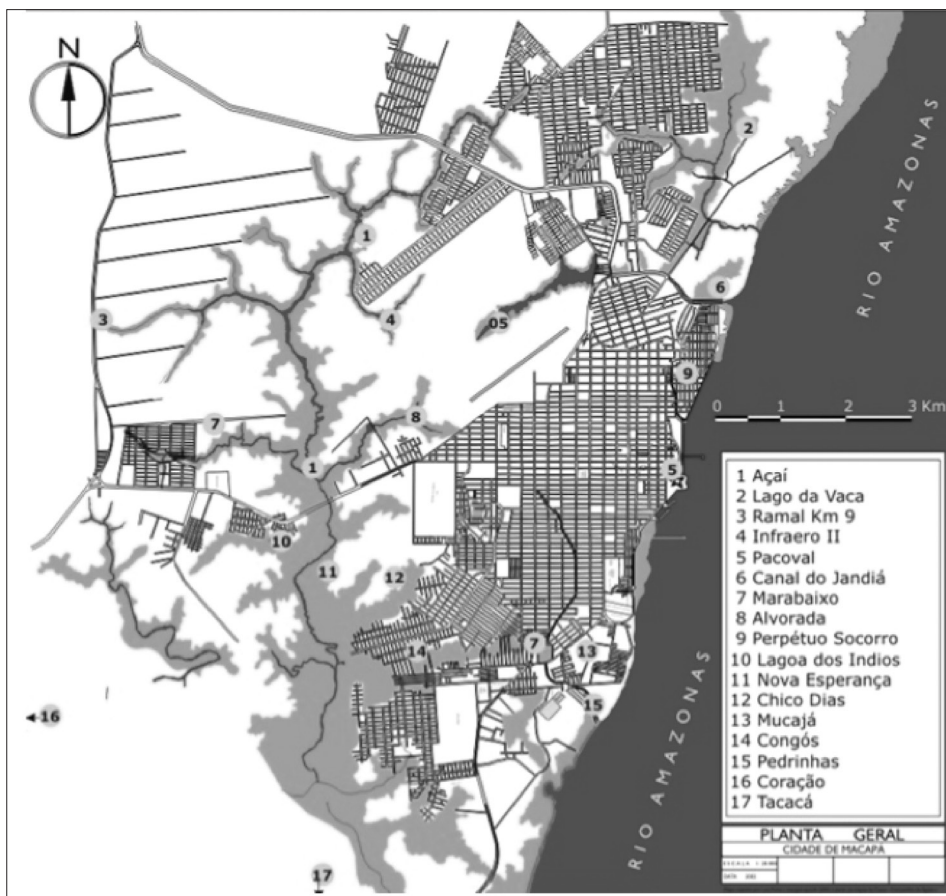 N
2
1
3
4
05
6
9
RIO AMAZONAS
0 1 2 3 Km
7
8
1
5
10
11
12
14
7
13
15
16
17
RIO AMAZONAS
1 Açaí
2 Lago da Vaca
3 Ramal Km 9
4 Infraero II
5 Pacoval
6 Canal do Jandiá
7 Marabaixo
8 Alvorada
9 Perpétuo Socorro
10 Lagoa dos Indios
11 Nova Esperança
12 Chico Dias
13 Mucajá
14 Congós
15 Pedrinhas
16 Coração
17 Tacacá
PLANTA GERAL
CIDADE DE MACAPÁ
ESCALA
DATA